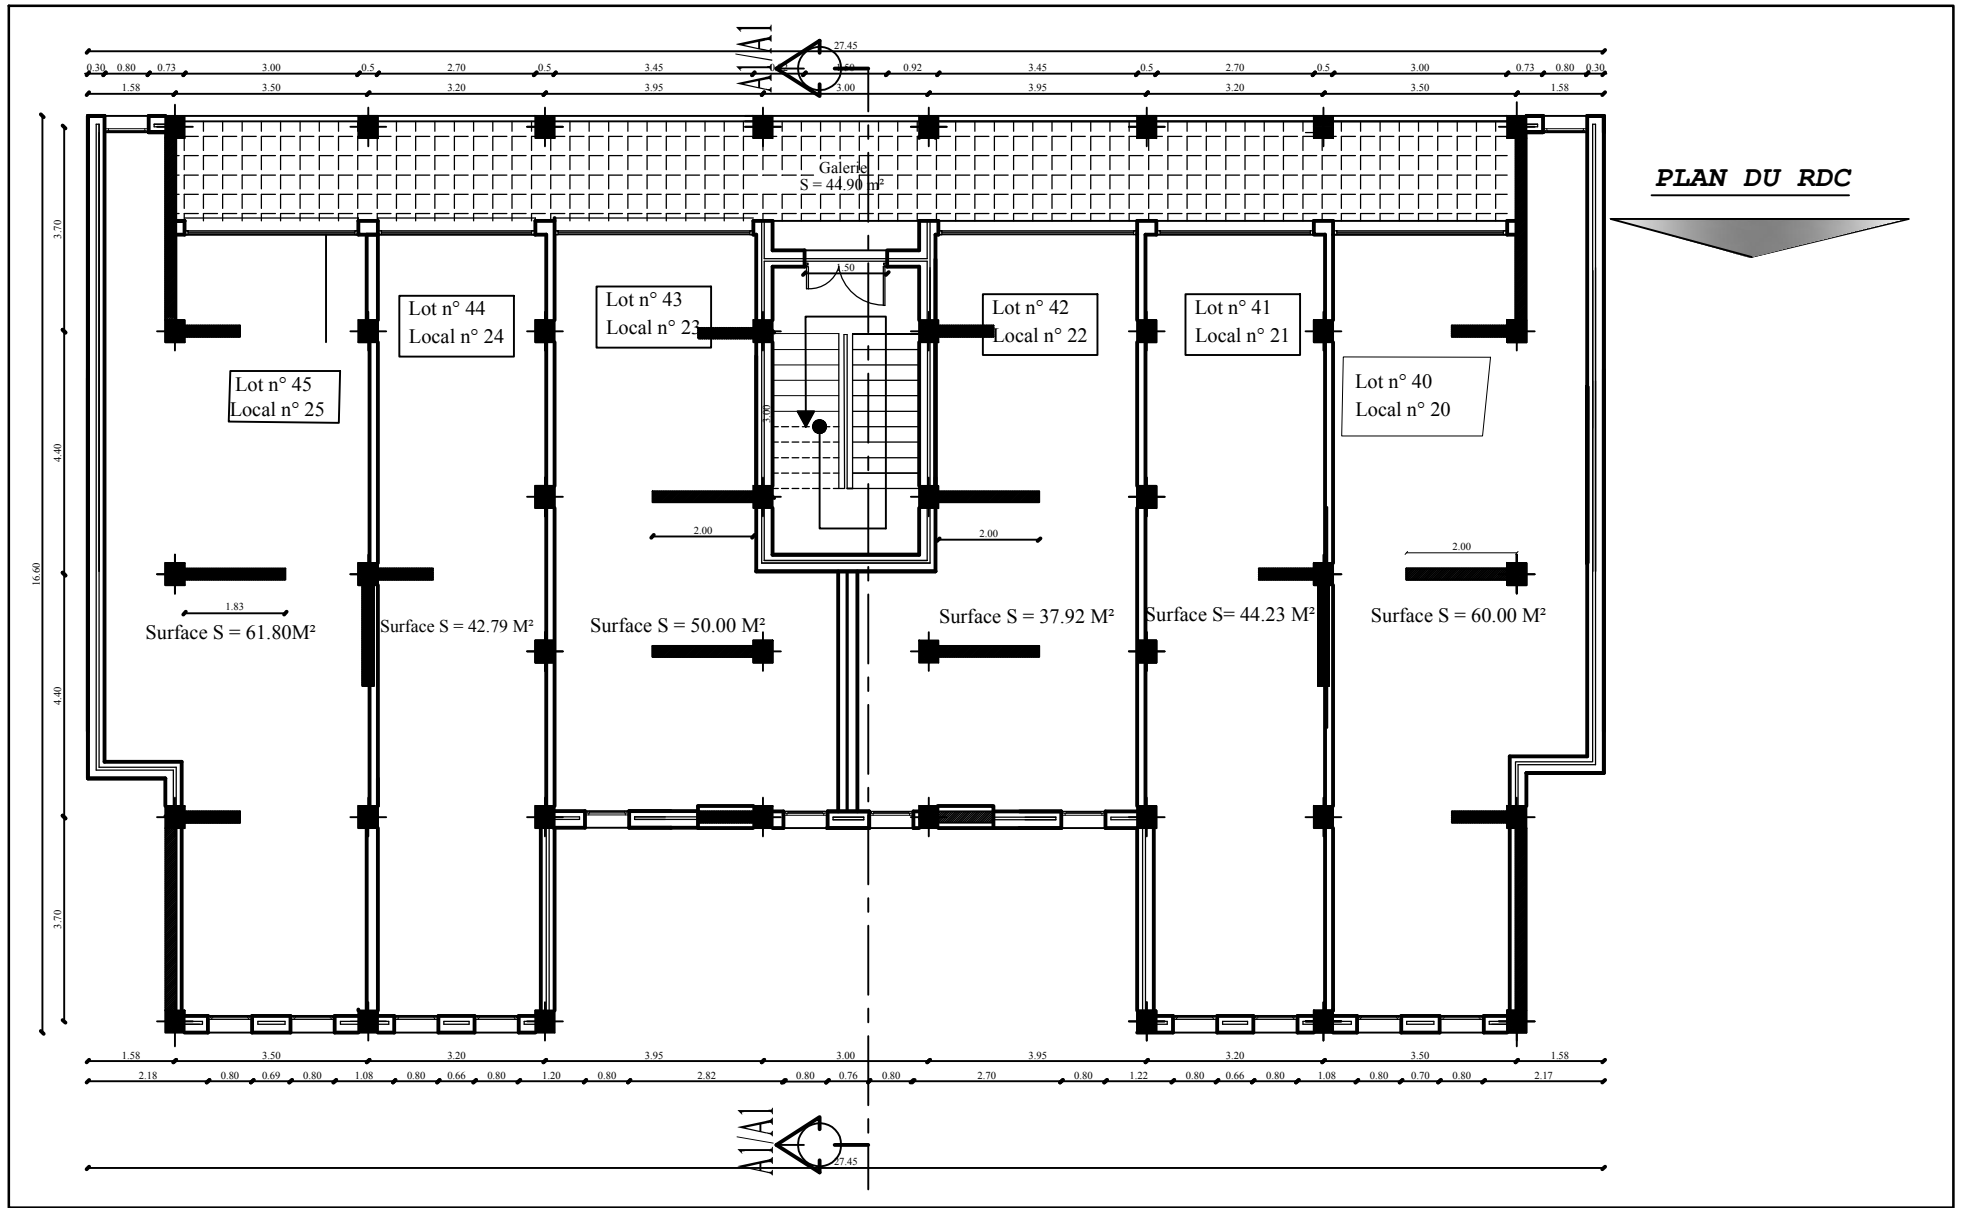 A1/A1
27.45
0.30 0.80 0.73 3.00 0.5 2.70 0.5 3.45 0.92 3.45 0.5 2.70 0.5 3.00 0.73 0.80 0.30
1.58 3.50 3.20 3.95 3.00 3.95 3.20 3.50 1.58
Galerie
S = 44.90 m²
PLAN DU RDC
3.70
4.40
16.60
4.40
3.70
1.50
Lot n° 45
Local n° 25
Lot n° 44
Local n° 24
Lot n° 43
Local n° 23
Lot n° 42
Local n° 22
Lot n° 41
Local n° 21
Lot n° 40
Local n° 20
3.00
2.00
2.00
2.00
1.83
Surface S = 61.80M²
Surface S = 42.79 M²
Surface S = 50.00 M²
Surface S = 37.92 M²
Surface S= 44.23 M²
Surface S = 60.00 M²
1.58 3.50 3.20 3.95 3.00 3.95 3.20 3.50 1.58
2.18 0.80 0.69 0.80 1.08 0.80 0.66 0.80 1.20 0.80 2.82 0.80 0.76 0.80 2.70 0.80 1.22 0.80 0.66 0.80 1.08 0.80 0.70 0.80 2.17
A1/A1
27.45